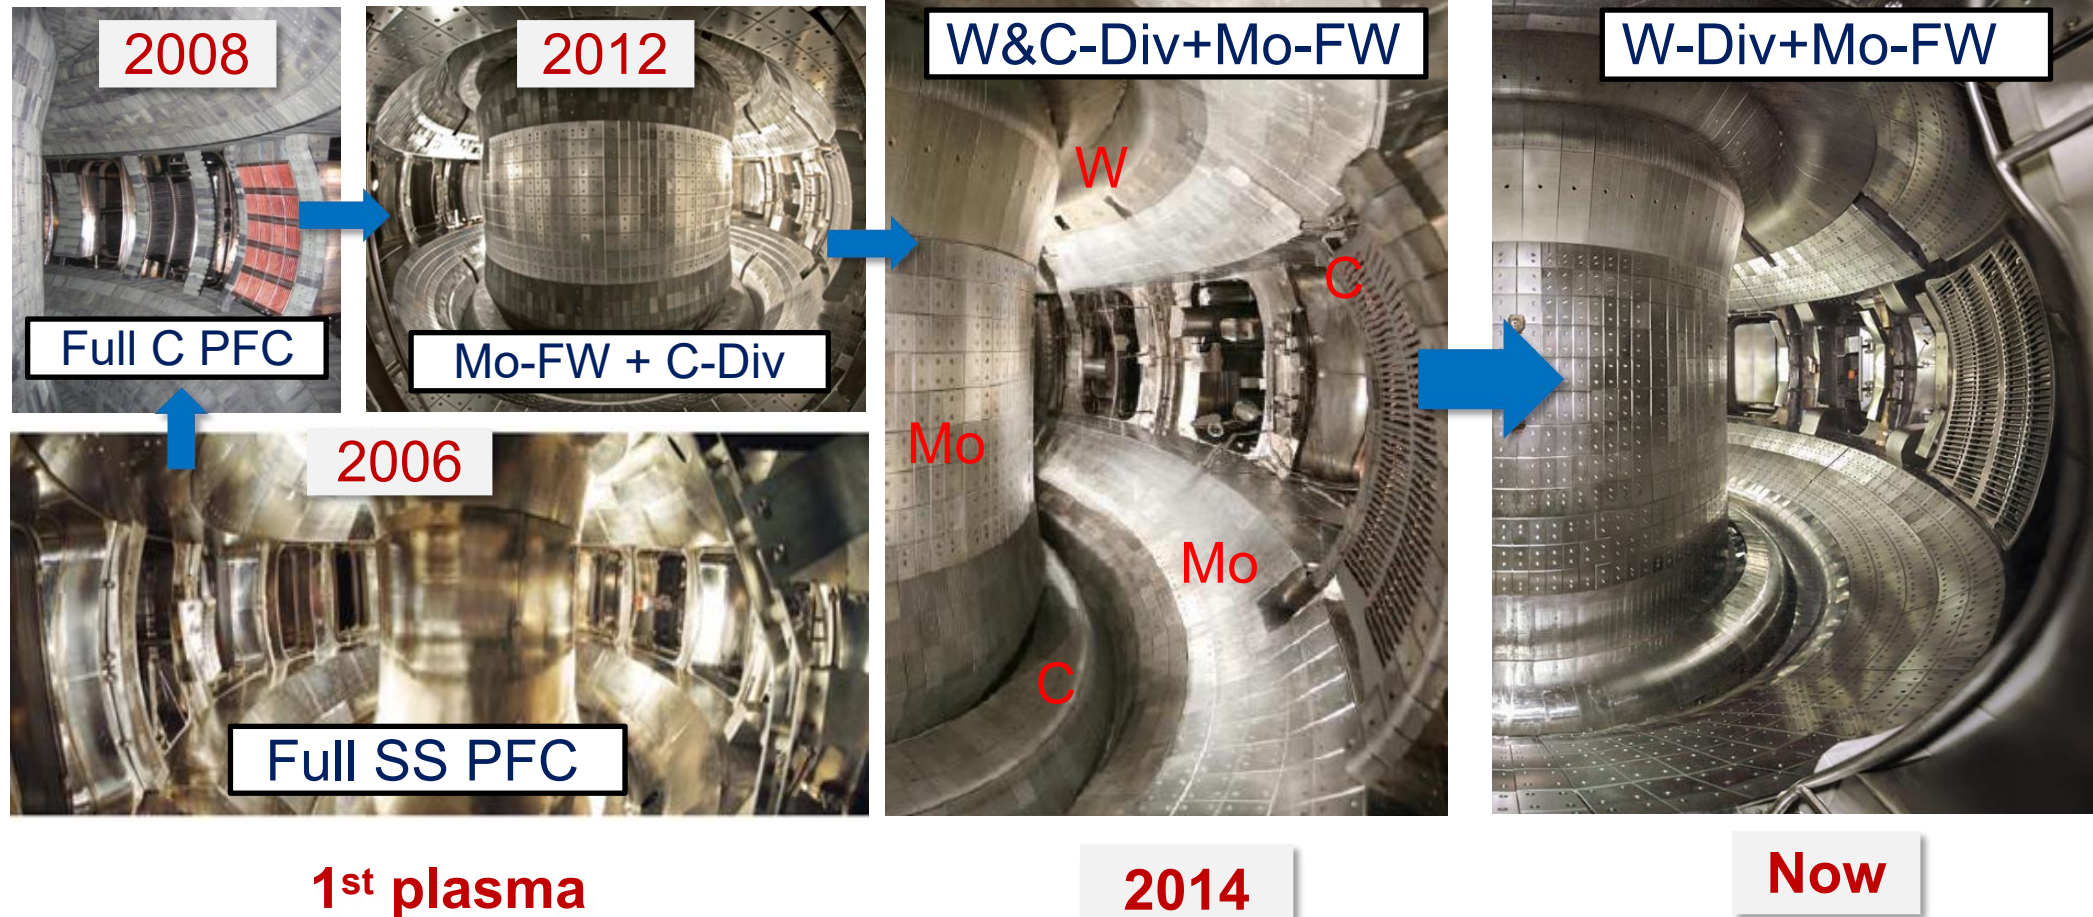 2008
Full C PFC
2012
Mo-FW + C-Div
W&C-Div+Mo-FW
W
C
Mo
Mo
C
W-Div+Mo-FW
2006
Full SS PFC
1st plasma
2014
Now